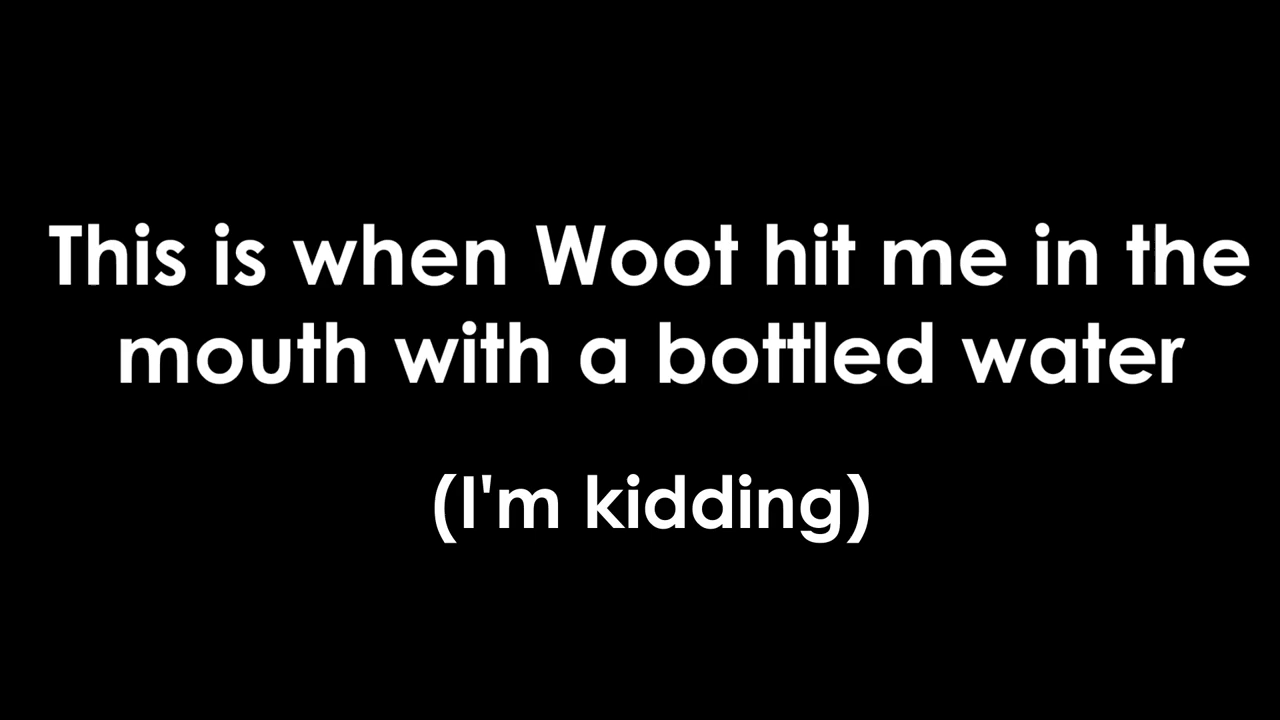 This is when Woot hit me in the
mouth with a bottled water
(I'm kidding)